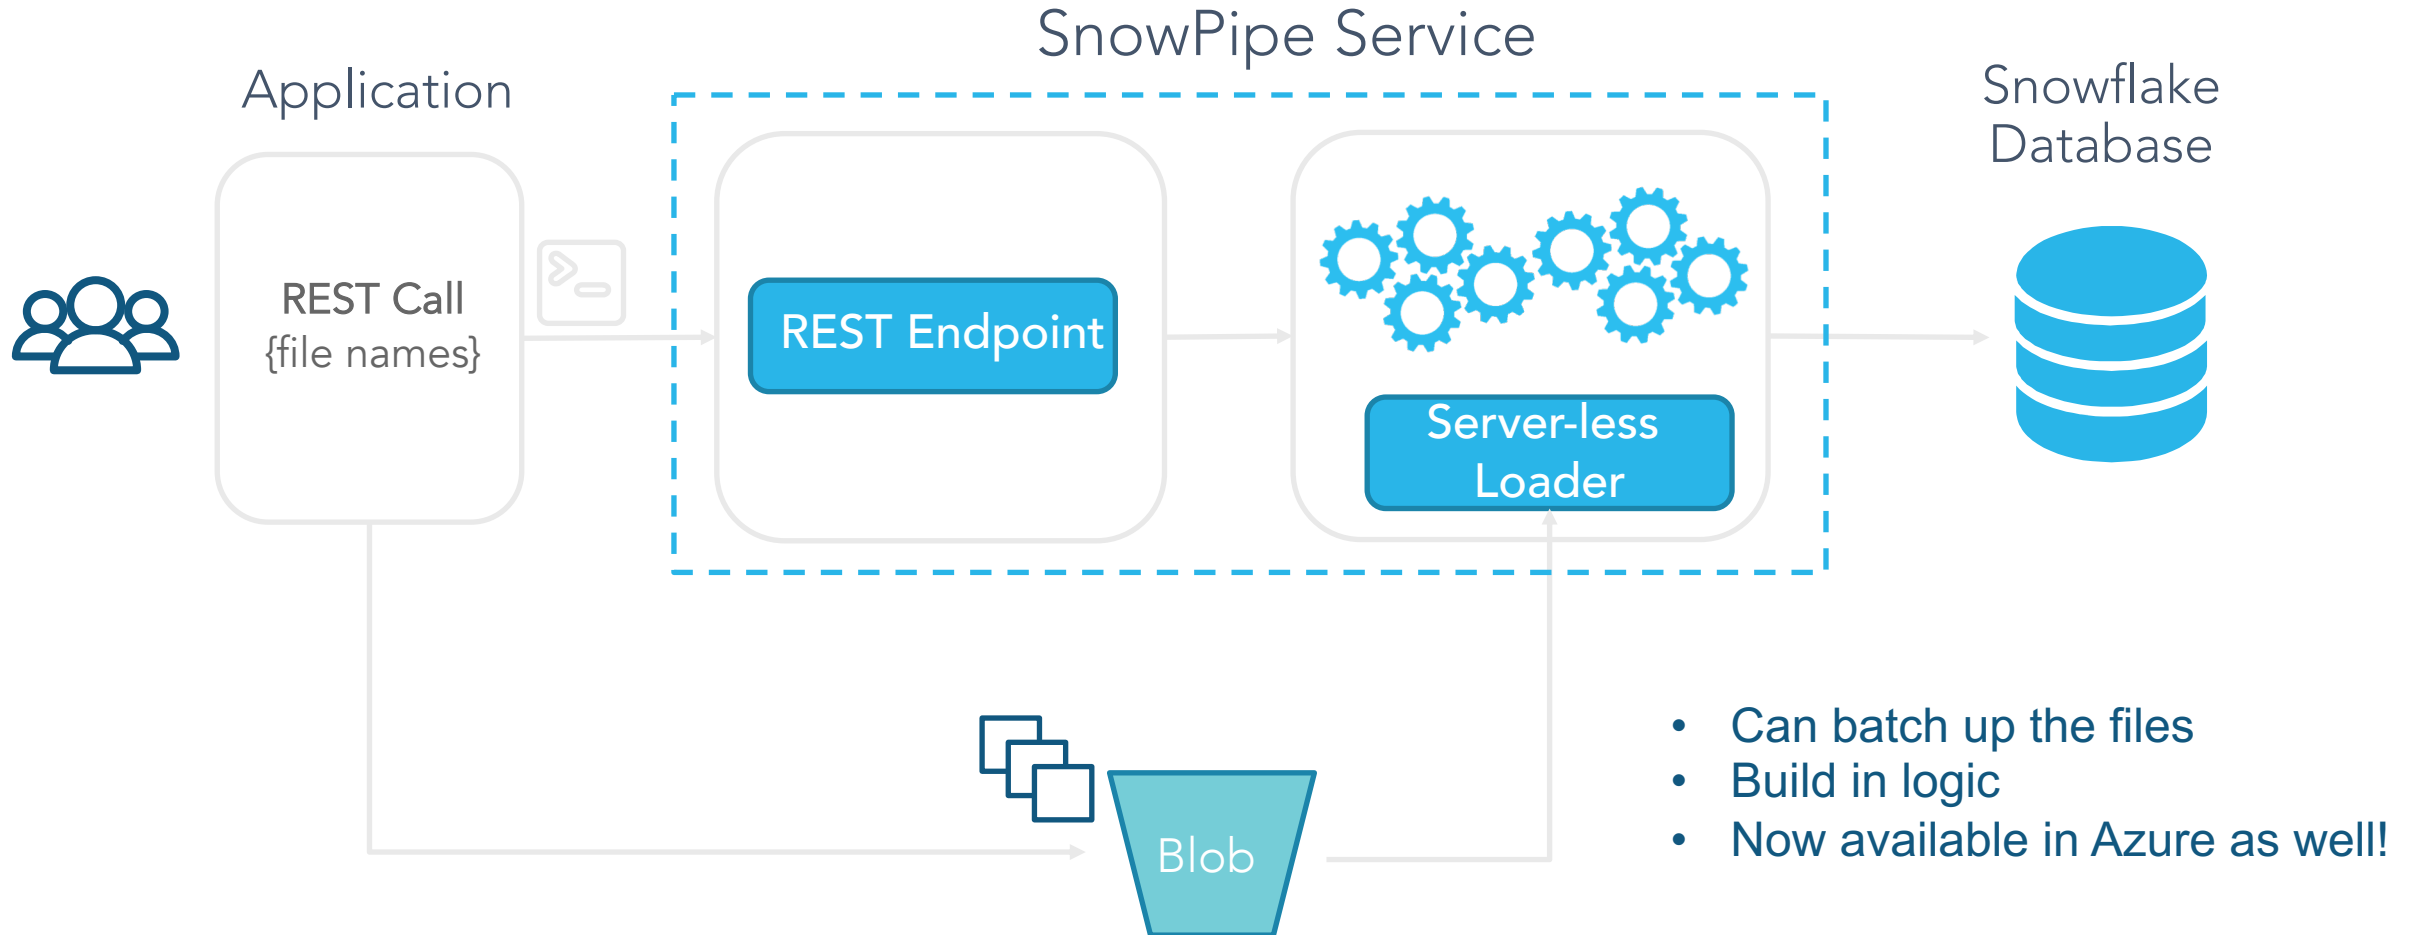 SnowPipe Service
Application
Snowflake
Database
REST Call
{file names}
REST Endpoint
Server-less
Loader
Blob
• Can batch up the files
• Build in logic
• Now available in Azure as well!